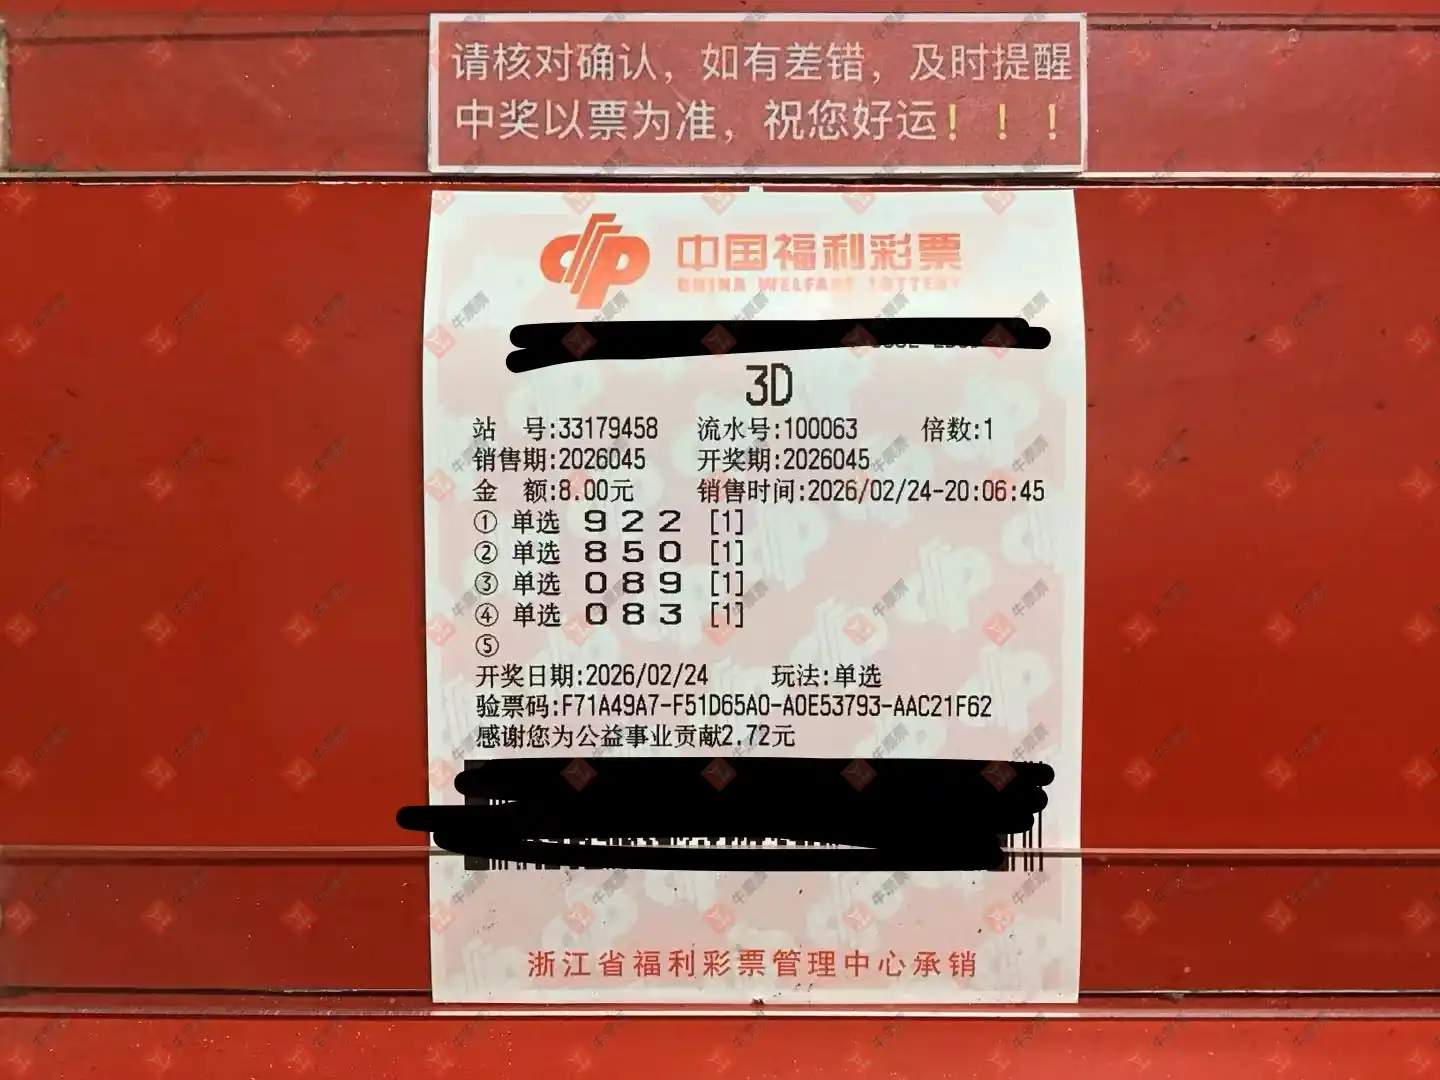 请核对确认，如有差错，及时提醒
中奖以票为准，祝您好运！！！
中国福利彩票
CHINA WELFARE LOTTERY
3D
站 号:33179458 流水号:100063 倍数:1
销售期:2026045 开奖期:2026045
金 额:8.00元 销售时间:2026/02/24-20:06:45
① 单选 9 2 2 [1]
② 单选 8 5 0 [1]
③ 单选 0 8 9 [1]
④ 单选 0 8 3 [1]
⑤
开奖日期:2026/02/24 玩法:单选
验票码:F71A49A7-F51D65A0-A0E53793-AAC21F62
感谢您为公益事业贡献2.72元
浙江省福利彩票管理中心承销
牛票票